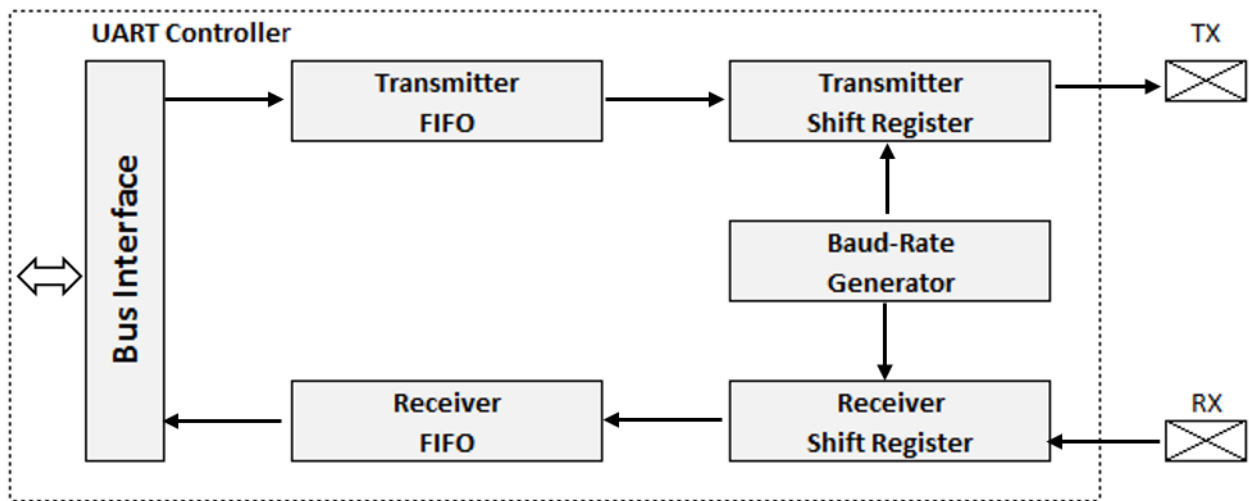 UART Controller
TX
Transmitter
FIFO
Transmitter
Shift Register
Bus Interface
Baud-Rate
Generator
Receiver
FIFO
Receiver
Shift Register
RX